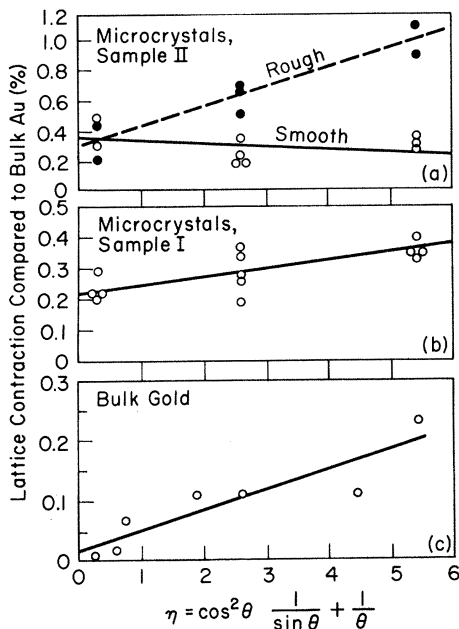 Lattice Contraction Compared to Bulk Au (%)
1.2
1.0
0.8
0.6
0.4
0.2
0
Microcrystals,
Sample II
Rough
Smooth
(a)
0.5
0.4
0.3
0.2
0.1
0
Microcrystals,
Sample I
(b)
0.3
0.2
0.1
0
Bulk Gold
(c)
0 1 2 3 4 5 6
η = cos²θ 1/sin θ + 1/θ